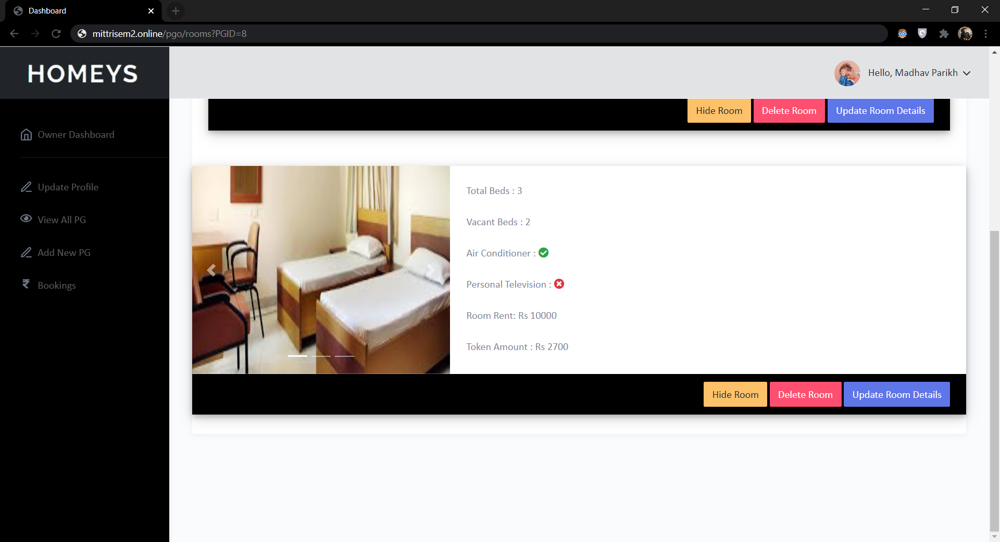 Dashboard
mittrisem2.online/pgo/rooms?PGID=8
HOMEYS
Hello, Madhav Parikh
Owner Dashboard
Update Profile
View All PG
Add New PG
Bookings
Hide Room Delete Room Update Room Details
Total Beds : 3
Vacant Beds : 2
Air Conditioner :
Personal Television :
Room Rent: Rs 10000
Token Amount : Rs 2700
Hide Room Delete Room Update Room Details